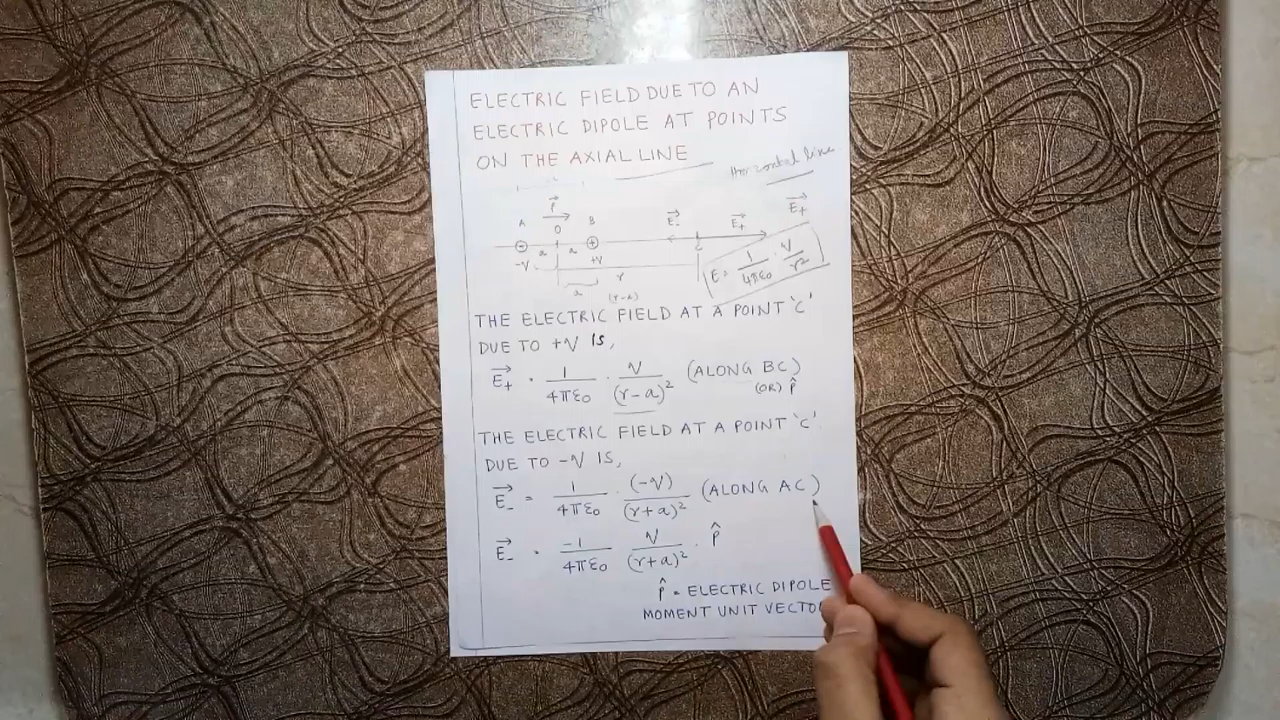 ELECTRIC FIELD DUE TO AN
ELECTRIC DIPOLE AT POINTS
ON THE AXIAL LINE
Horizontal line
A
p⃗
O
B
E⃗₋
E⃗₊
E⃗₊
a
a
C
-q
+q
r
a
(r-a)
E = 1/4πε₀ · q/r²
THE ELECTRIC FIELD AT A POINT 'C'
DUE TO +q IS,
E⃗₊ = 1/4πε₀ · q/(r-a)² (ALONG BC)
(OR) p̂
THE ELECTRIC FIELD AT A POINT 'C'
DUE TO -q IS,
E⃗₋ = 1/4πε₀ · (-q)/(r+a)² (ALONG AC)
E⃗₋ = -1/4πε₀ q/(r+a)² · p̂
p̂ = ELECTRIC DIPOLE
MOMENT UNIT VECTO